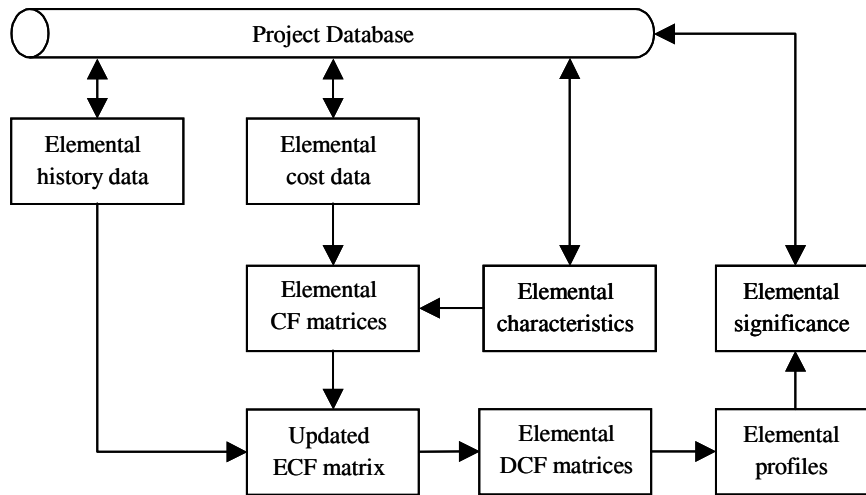 Project Database
Elemental
history data
Elemental
cost data
Elemental
CF matrices
Elemental
characteristics
Elemental
significance
Updated
ECF matrix
Elemental
DCF matrices
Elemental
profiles